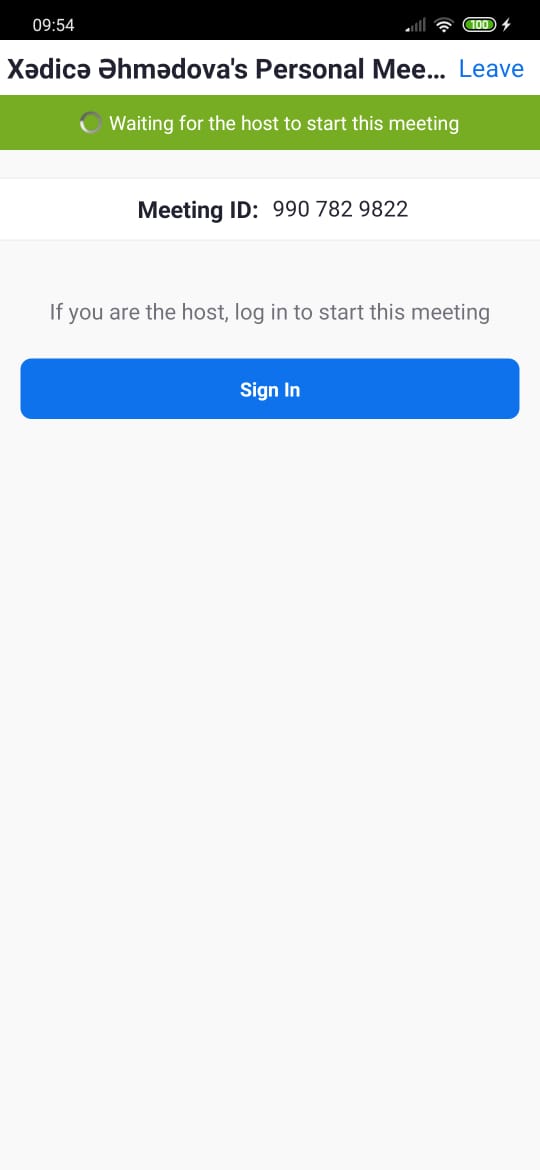 09:54
100
Xədicə Əhmədova's Personal Mee... Leave
Waiting for the host to start this meeting
Meeting ID: 990 782 9822
If you are the host, log in to start this meeting
Sign In